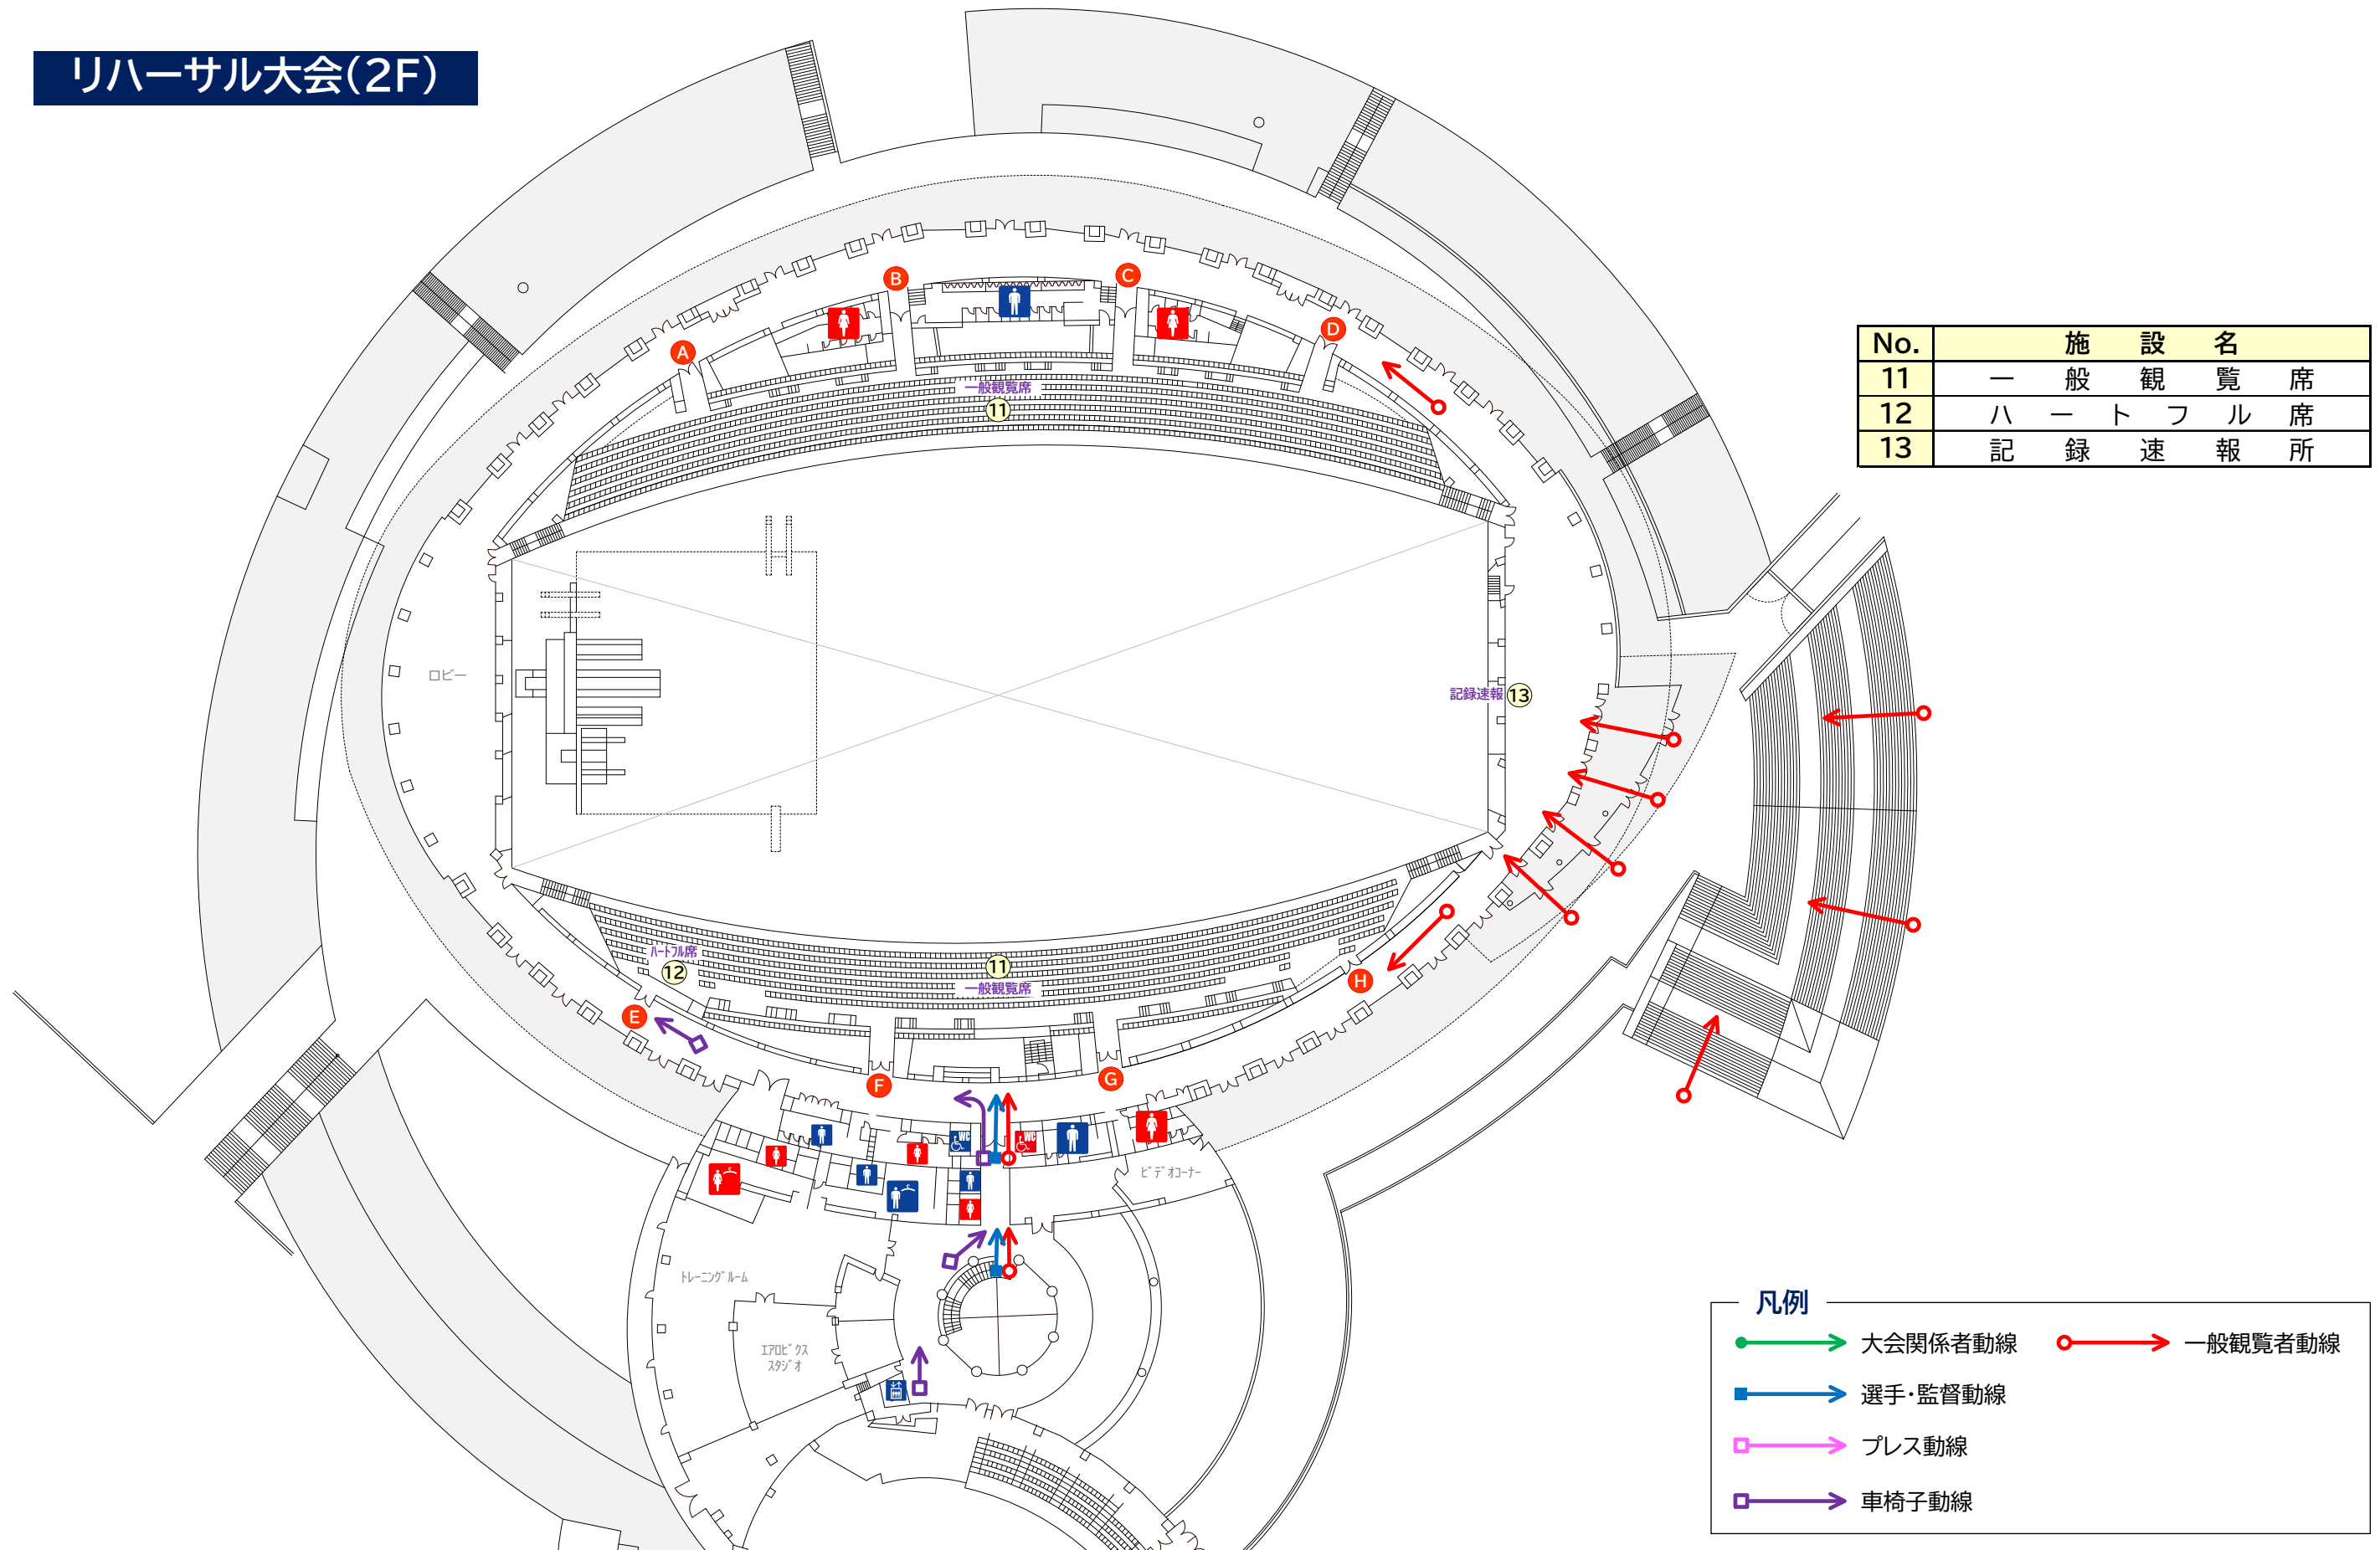 リハーサル大会(2F)
B
C
D
A
一般観覧席
11
No. 施設名
11 一般観覧席
12 ハートフル席
13 記録速報所
ロビー
記録速報 13
ﾊｰﾄﾌﾙ席
12
11
一般観覧席
E
F
G
H
WC
WC
ﾋﾞﾃﾞｵｺｰﾅｰ
ﾄﾚｰﾆﾝｸﾞﾙｰﾑ
ｴｱﾛﾋﾞｸｽ
ｽﾀｼﾞｵ
凡例
大会関係者動線 一般観覧者動線
選手・監督動線
プレス動線
車椅子動線